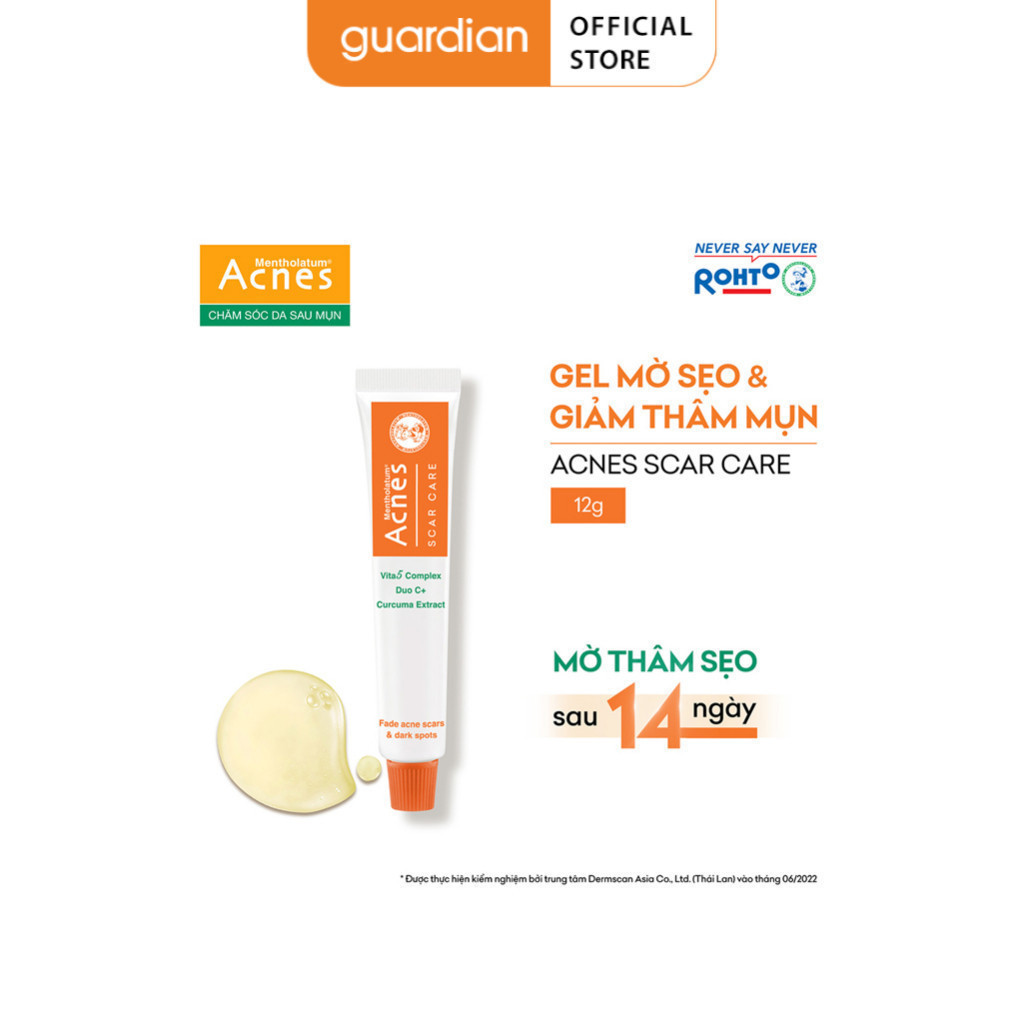 guardian
OFFICIAL
STORE
Mentholatum®
Acnes
CHĂM SÓC DA SAU MỤN
NEVER SAY NEVER
ROHTO
GEL MỜ SẸO &
GIẢM THÂM MỤN
ACNES SCAR CARE
12g
Mentholatum®
Acnes
SCAR CARE
Vita5 Complex
Duo C+
Curcuma Extract
Fade acne scars
& dark spots
MỜ THÂM SẸO
sau 14 ngày
* Được thực hiện kiểm nghiệm bởi trung tâm Dermscan Asia Co., Ltd. (Thái Lan) vào tháng 06/2022